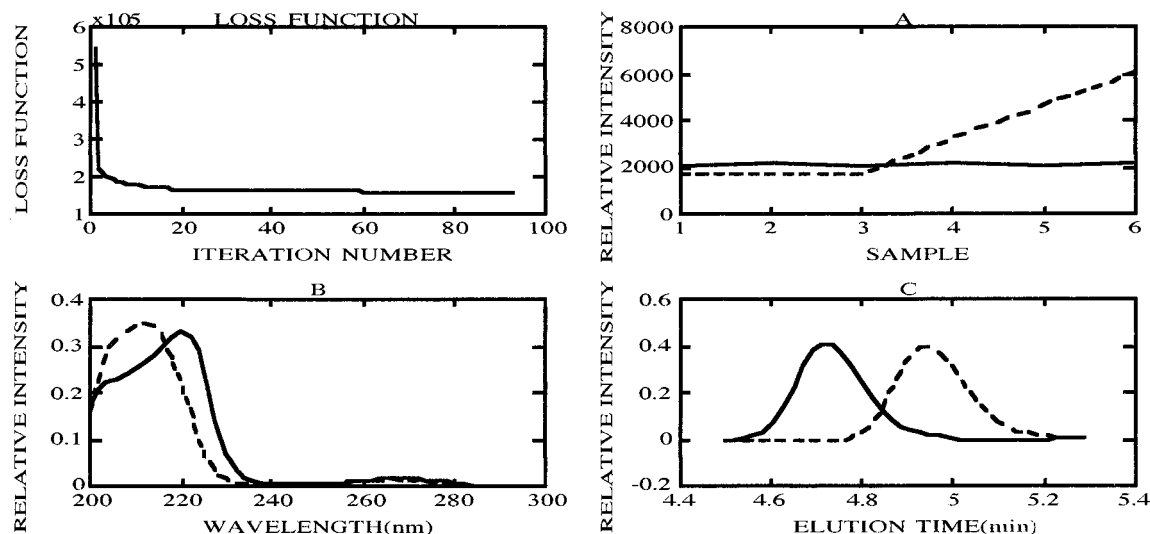 x105 LOSS FUNCTION
LOSS FUNCTION
6
5
4
3
2
1
0 20 40 60 80 100
ITERATION NUMBER
A
RELATIVE INTENSITY
8000
6000
4000
2000
0
1 2 3 4 5 6
SAMPLE
B
RELATIVE INTENSITY
0.4
0.3
0.2
0.1
0
200 220 240 260 280 300
WAVELENGTH(nm)
C
RELATIVE INTENSITY
0.6
0.4
0.2
0
-0.2
4.4 4.6 4.8 5 5.2 5.4
ELUTION TIME(min)